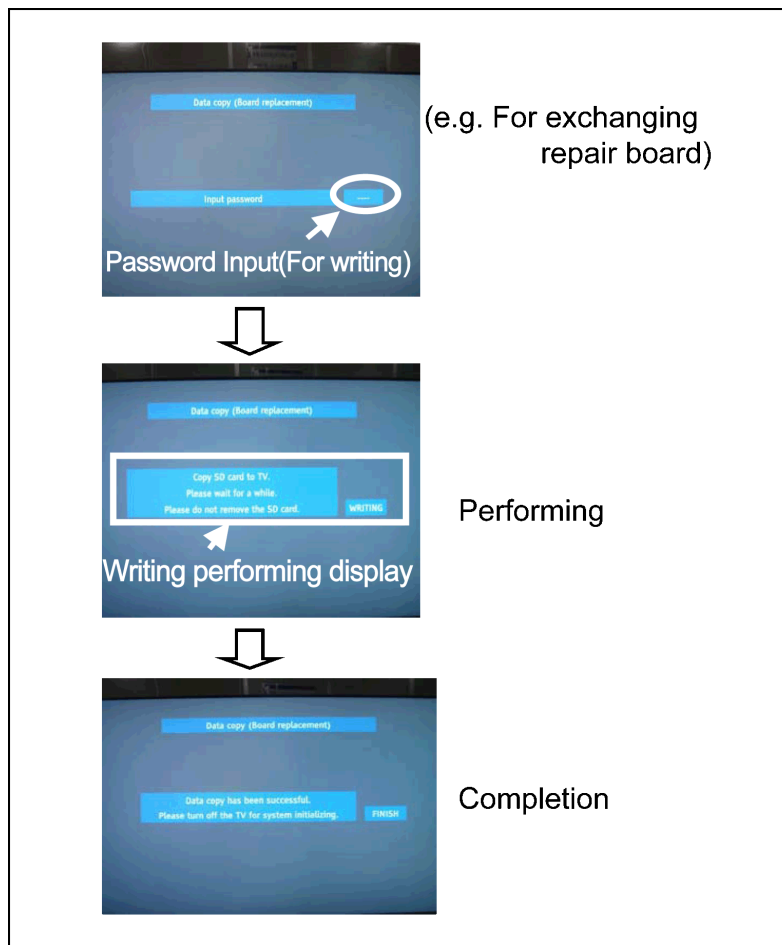 Data copy (Board replacement)
(e.g. For exchanging
repair board)
Input password
Password Input(For writing)
Data copy (Board replacement)
Copy SD card to TV.
Please wait for a while.
Please do not remove the SD card.
WRITING
Performing
Writing performing display
Data copy (Board replacement)
Data copy has been successful.
Please turn off the TV for system initializing.
FINISH
Completion